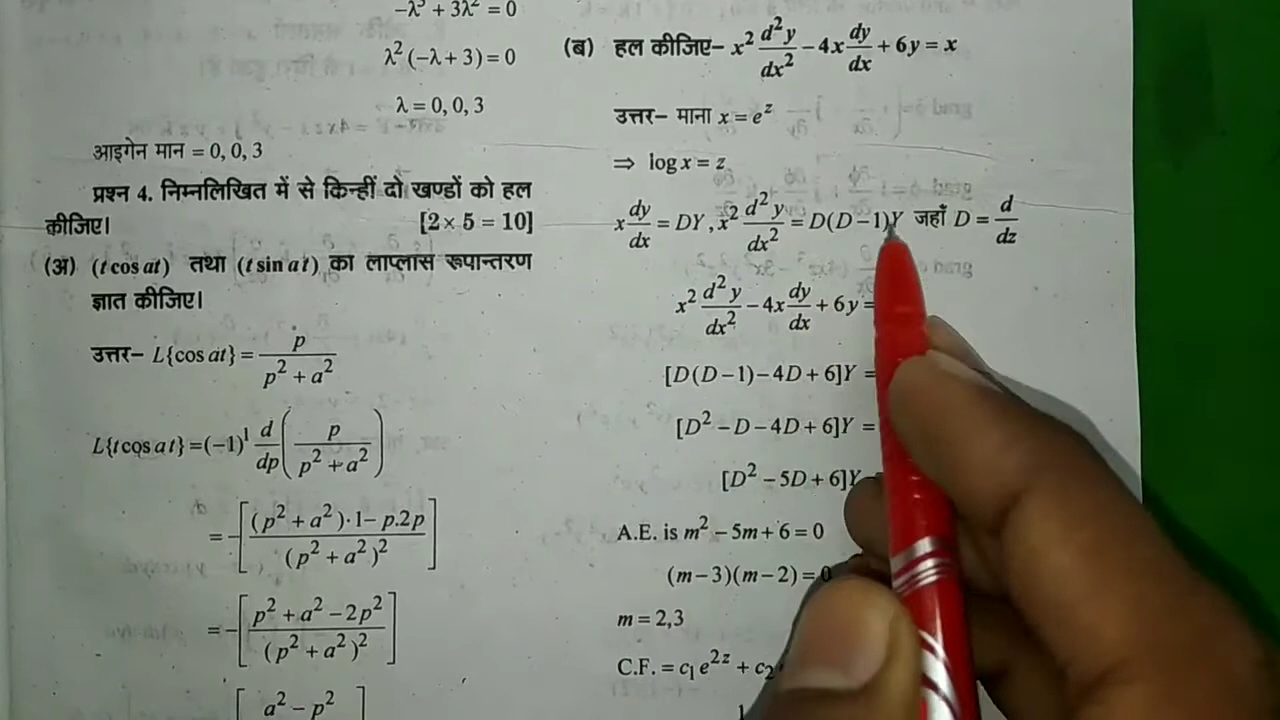 -λ³ + 3λ² = 0
λ² (-λ + 3) = 0
λ = 0, 0, 3
आइगेन मान = 0, 0, 3
प्रश्न 4. निम्नलिखित में से किन्हीं दो खण्डों को हल
कीजिए। [2 × 5 = 10]
(अ) (t cos at) तथा (t sin at) का लाप्लास रूपान्तरण
ज्ञात कीजिए।
उत्तर– L{cos at} = p/(p² + a²)
L{t cos at} = (-1)¹ d/dp (p/(p² + a²))
= -[((p² + a²)·1 - p.2p)/(p² + a²)²]
= -[(p² + a² - 2p²)/(p² + a²)²]
[a² - p²]
(ब) हल कीजिए– x² d²y/dx² - 4x dy/dx + 6y = x
उत्तर– माना x = e^z
⇒ log x = z
x dy/dx = DY, x² d²y/dx² = D(D - 1)Y जहाँ D = d/dz
x² d²y/dx² - 4x dy/dx + 6y =
[D(D - 1) - 4D + 6]Y =
[D² - D - 4D + 6]Y =
[D² - 5D + 6]Y
A.E. is m² - 5m + 6 = 0
(m - 3)(m - 2) = 0
m = 2, 3
C.F. = c₁e^2z + c₂
1